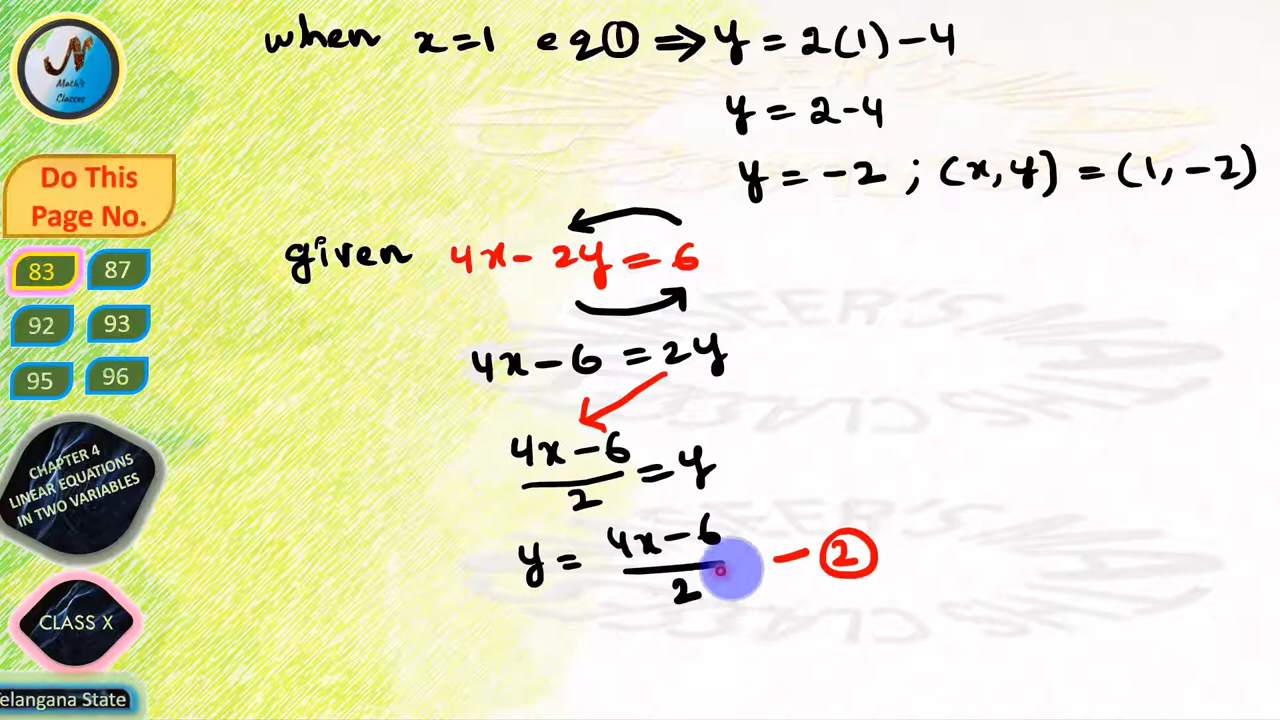 when x=1 eq① ⇒ y = 2(1) - 4
y = 2-4
y = -2 ; (x,y) = (1,-2)
given 4x- 2y = 6
4x - 6 = 2y
4x-6
2
= y
y = 4x-6
2
- ②
N
Math's
Classes
Do This
Page No.
83 87
92 93
95 96
CHAPTER 4
LINEAR EQUATIONS
IN TWO VARIABLES
CLASS X
elangana State